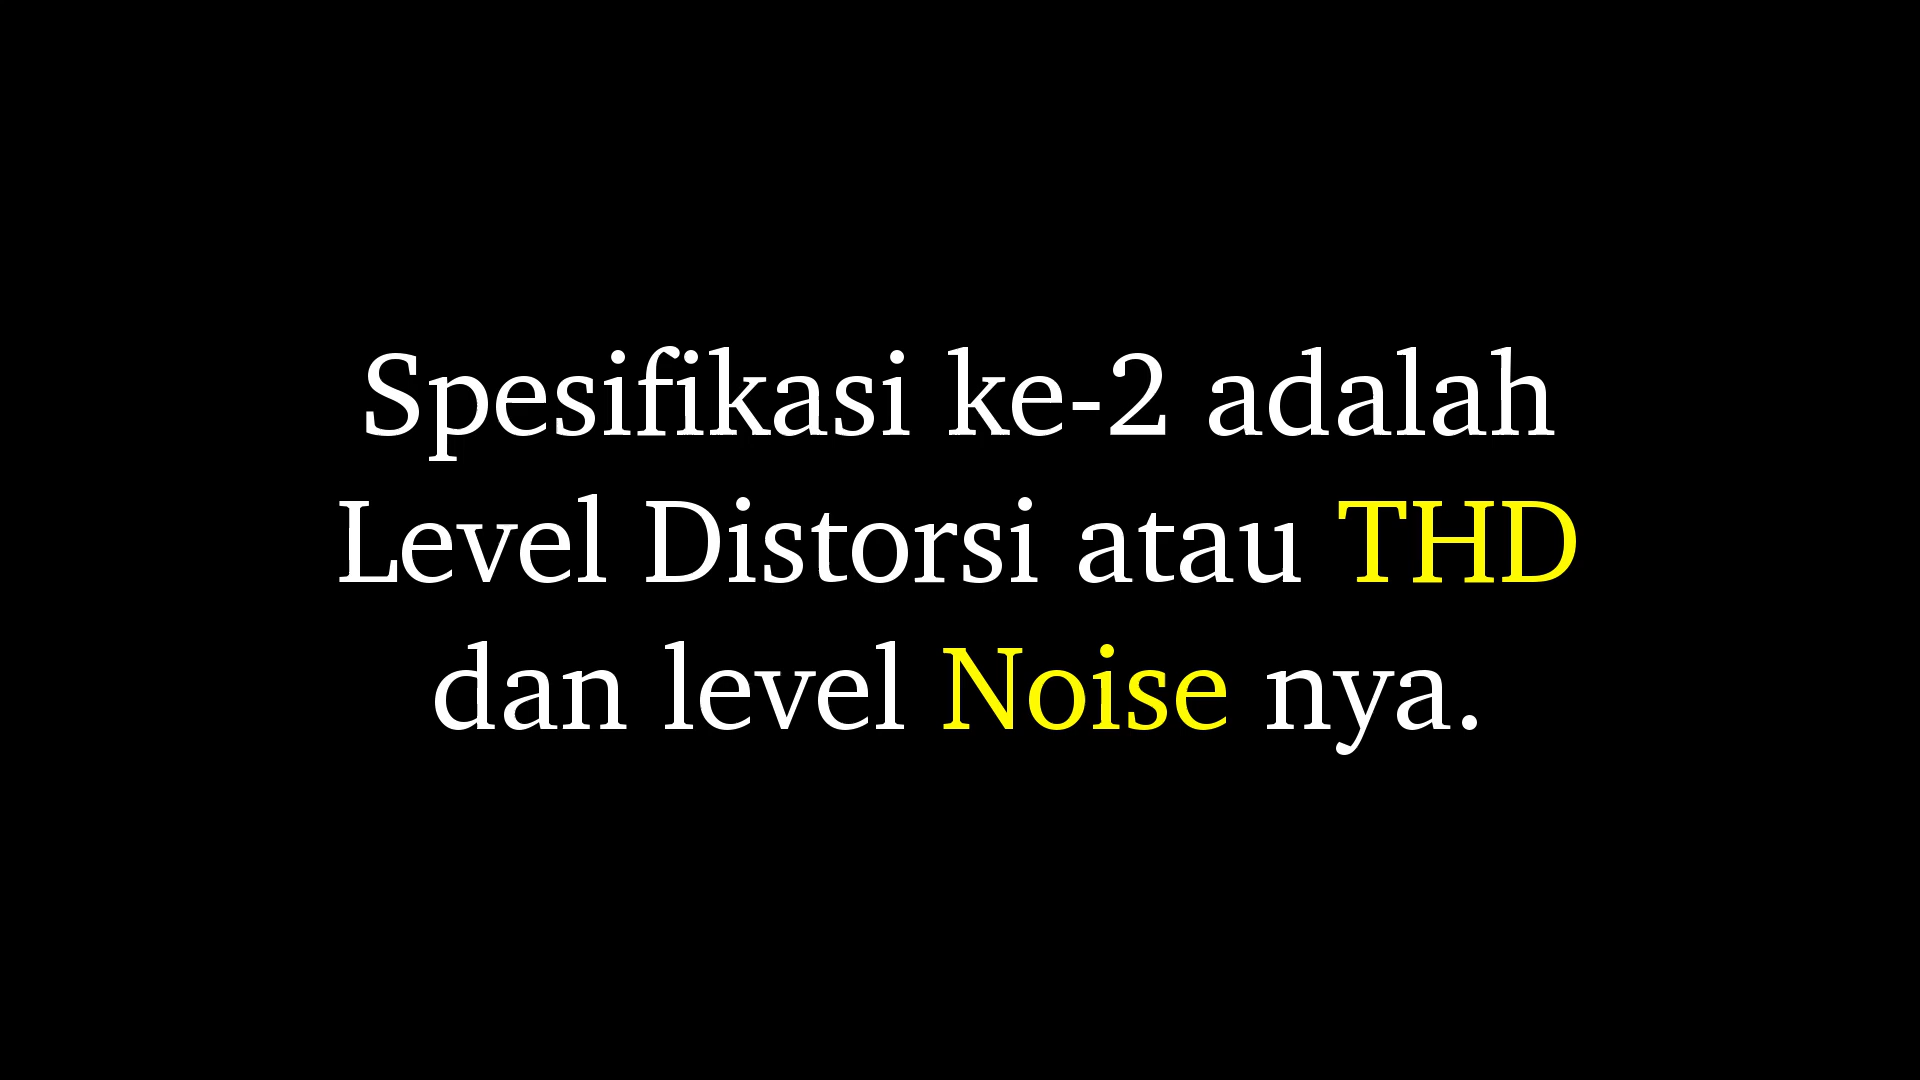 Spesifikasi ke-2 adalah
Level Distorsi atau THD
dan level Noise nya.